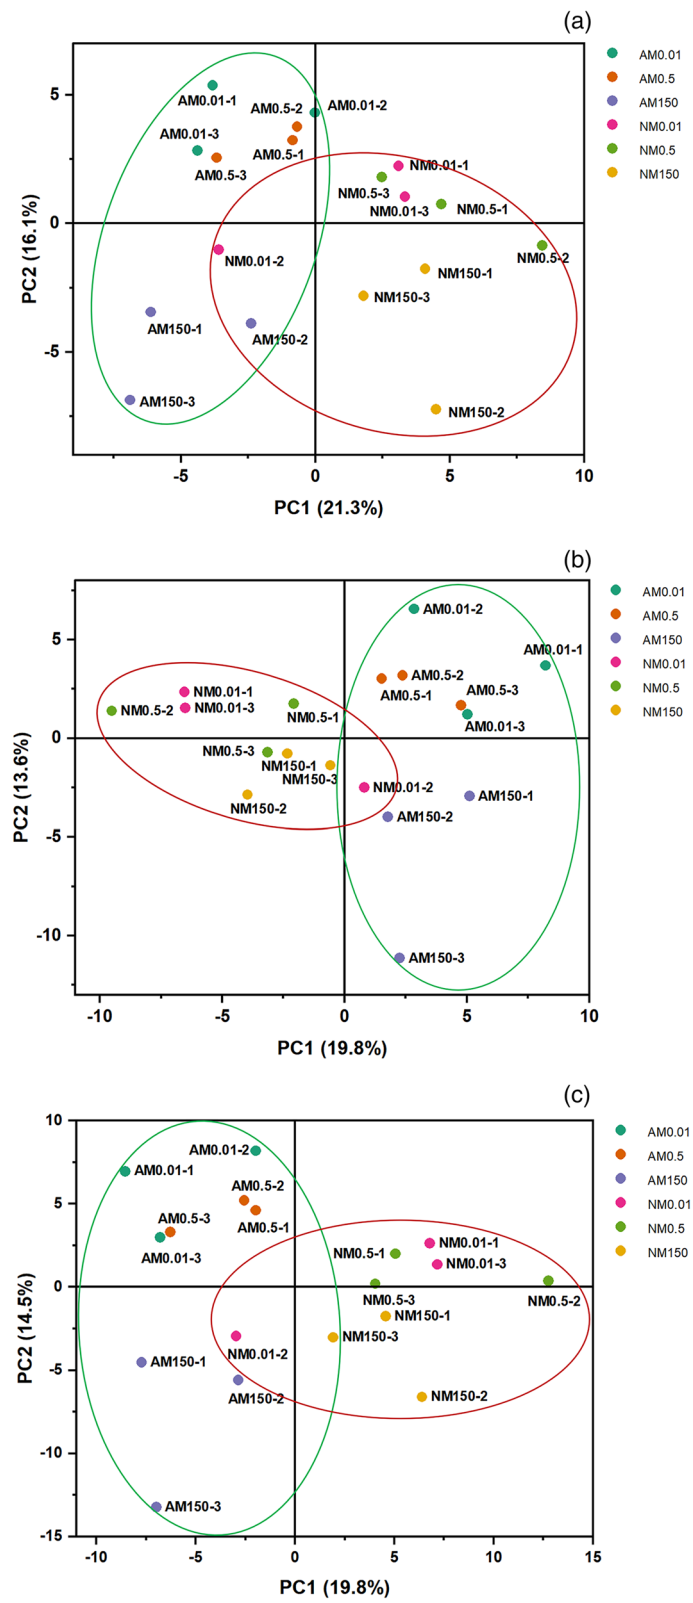 (a)
AM0.01
AM0.5
AM150
NM0.01
NM0.5
NM150
5
0
-5
PC2 (16.1%)
AM0.01-1
AM0.5-2
AM0.01-2
AM0.01-3
AM0.5-1
AM0.5-3
NM0.01-1
NM0.5-3
NM0.01-3
NM0.5-1
NM0.01-2
NM0.5-2
NM150-1
NM150-3
AM150-1
AM150-2
AM150-3
NM150-2
-5
0
5
10
PC1 (21.3%)
(b)
AM0.01
AM0.5
AM150
NM0.01
NM0.5
NM150
5
0
-5
-10
PC2 (13.6%)
AM0.01-2
AM0.01-1
AM0.5-2
AM0.5-1
AM0.5-3
AM0.01-3
NM0.01-1
NM0.01-3
NM0.5-2
NM0.5-1
NM0.5-3
NM150-1
NM150-3
NM150-2
NM0.01-2
AM150-1
AM150-2
AM150-3
-10
-5
0
5
10
PC1 (19.8%)
(c)
AM0.01
AM0.5
AM150
NM0.01
NM0.5
NM150
10
5
0
-5
-10
-15
PC2 (14.5%)
AM0.01-2
AM0.01-1
AM0.5-2
AM0.5-3
AM0.5-1
AM0.01-3
NM0.01-1
NM0.5-1
NM0.01-3
NM0.5-3
NM0.5-2
NM150-1
NM150-3
NM0.01-2
AM150-1
AM150-2
NM150-2
AM150-3
-10
-5
0
5
10
15
PC1 (19.8%)